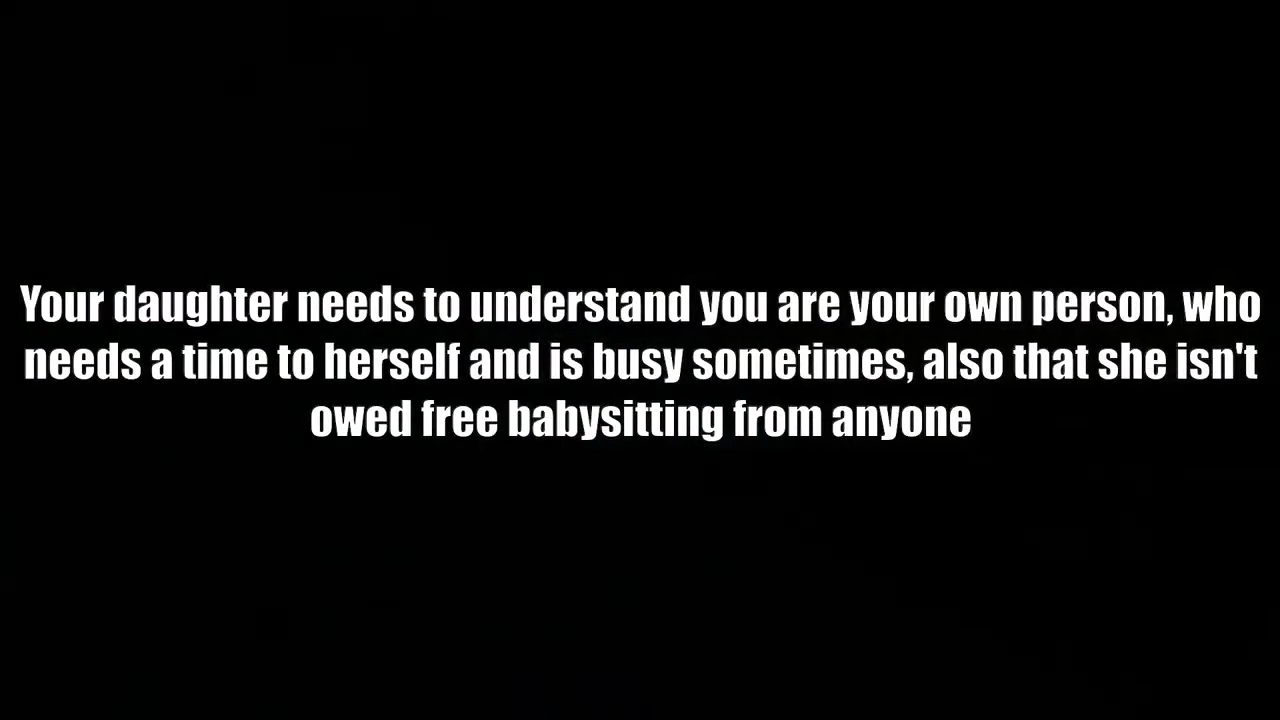 Your daughter needs to understand you are your own person, who
needs a time to herself and is busy sometimes, also that she isn't
owed free babysitting from anyone